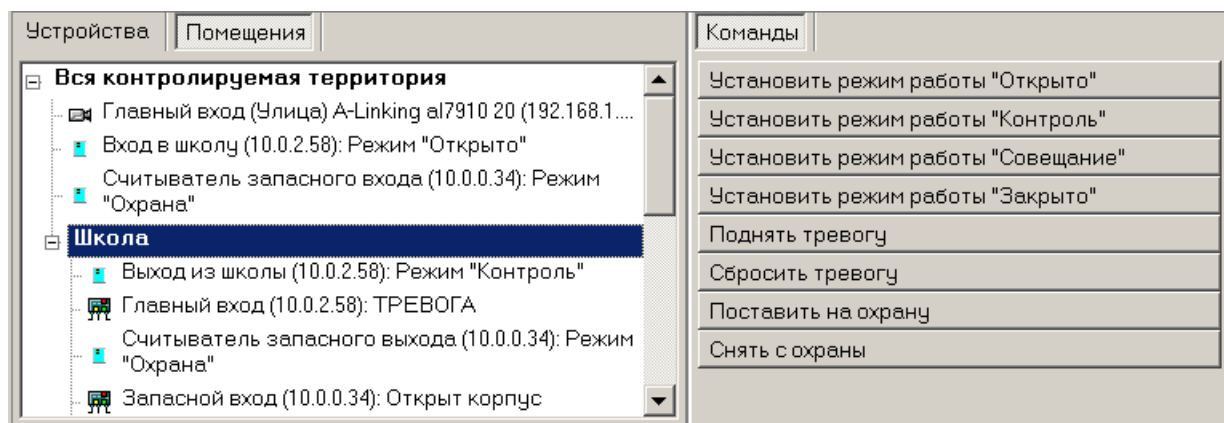 Устройства Помещения
Вся контролируемая территория
Главный вход (Улица) A-Linking al7910 20 (192.168.1....
Вход в школу (10.0.2.58): Режим "Открыто"
Считыватель запасного входа (10.0.0.34): Режим
"Охрана"
Школа
Выход из школы (10.0.2.58): Режим "Контроль"
Главный вход (10.0.2.58): ТРЕВОГА
Считыватель запасного выхода (10.0.0.34): Режим
"Охрана"
Запасной вход (10.0.0.34): Открыт корпус
Команды
Установить режим работы "Открыто"
Установить режим работы "Контроль"
Установить режим работы "Совещание"
Установить режим работы "Закрыто"
Поднять тревогу
Сбросить тревогу
Поставить на охрану
Снять с охраны